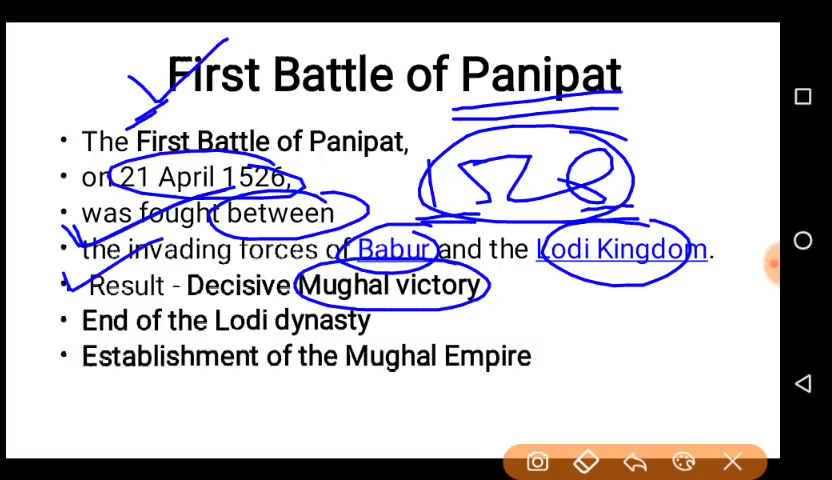 First Battle of Panipat
• The First Battle of Panipat,
• on 21 April 1526,
• was fought between
• the invading forces of Babur and the Lodi Kingdom.
• Result - Decisive Mughal victory
• End of the Lodi dynasty
• Establishment of the Mughal Empire